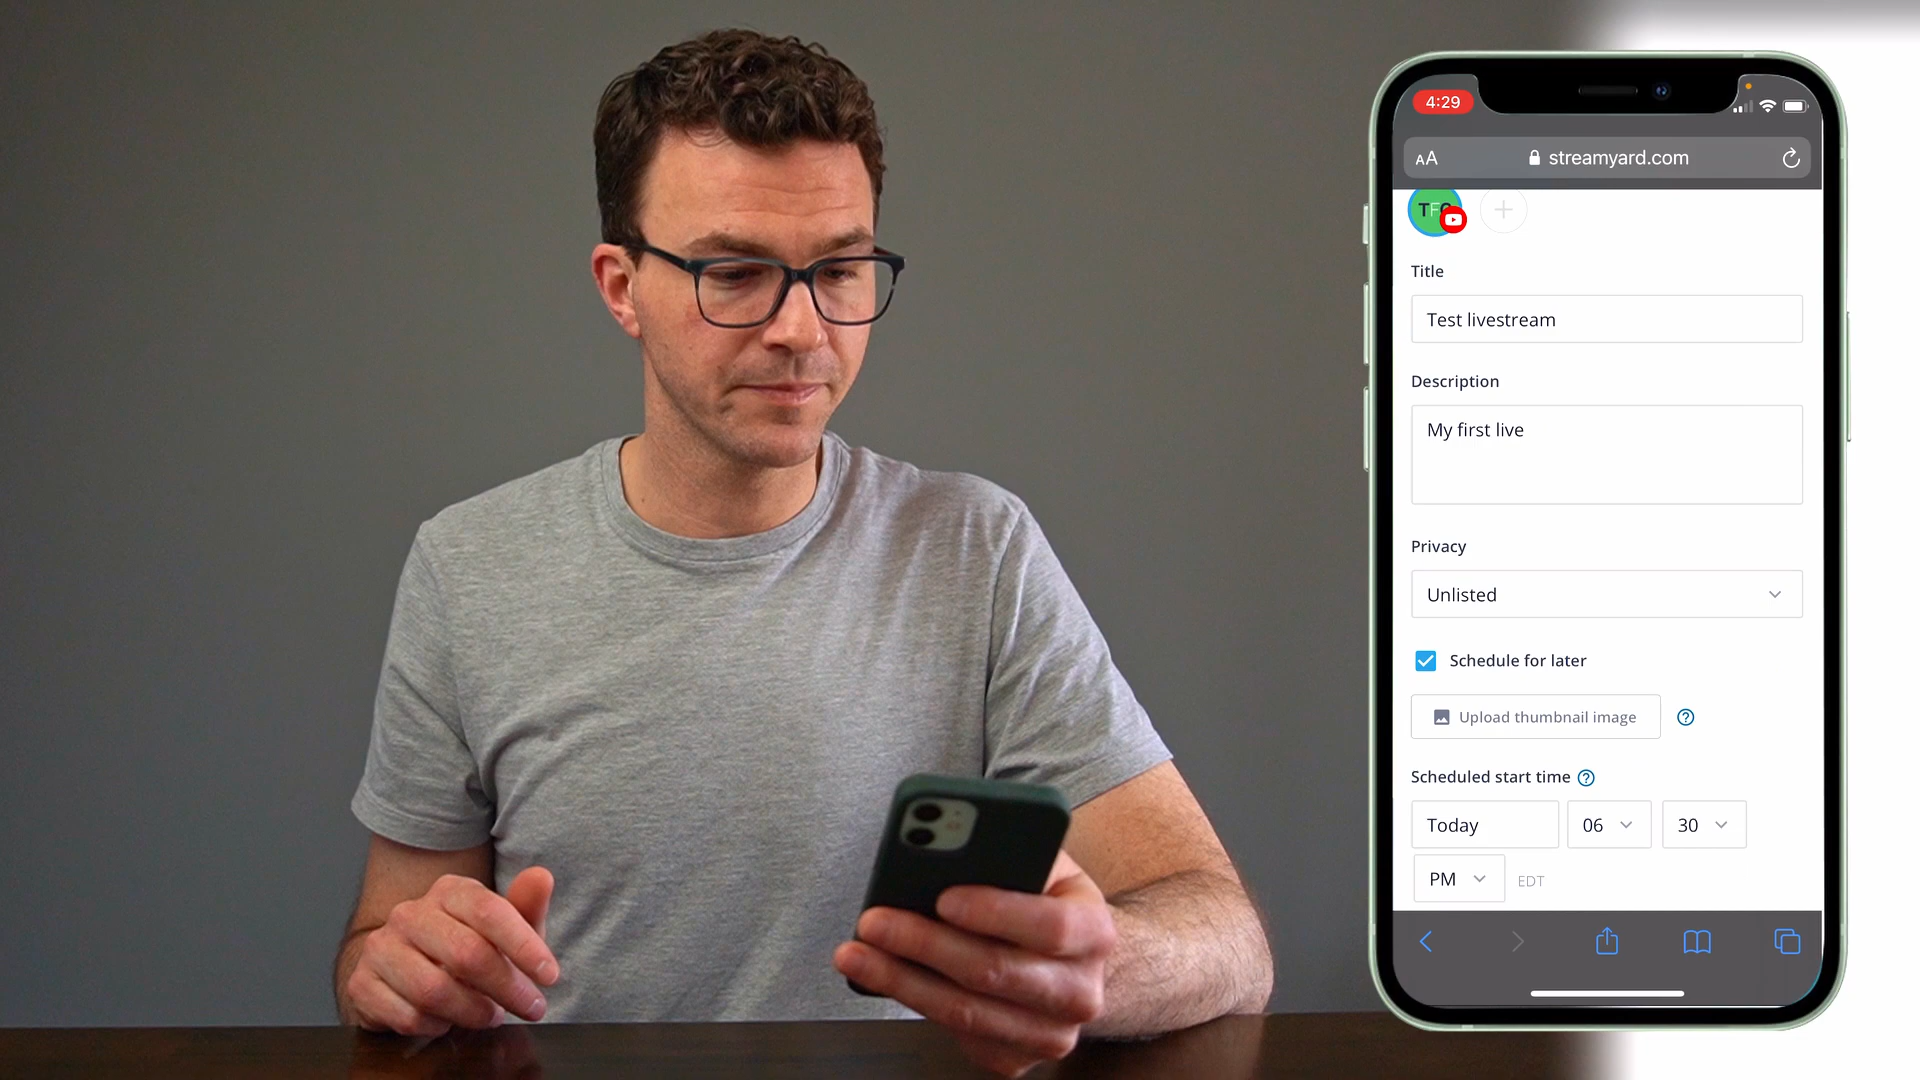 4:29
AA streamyard.com
Title
Test livestream
Description
My first live
Privacy
Unlisted
Schedule for later
Upload thumbnail image ?
Scheduled start time ?
Today 06 30
PM EDT